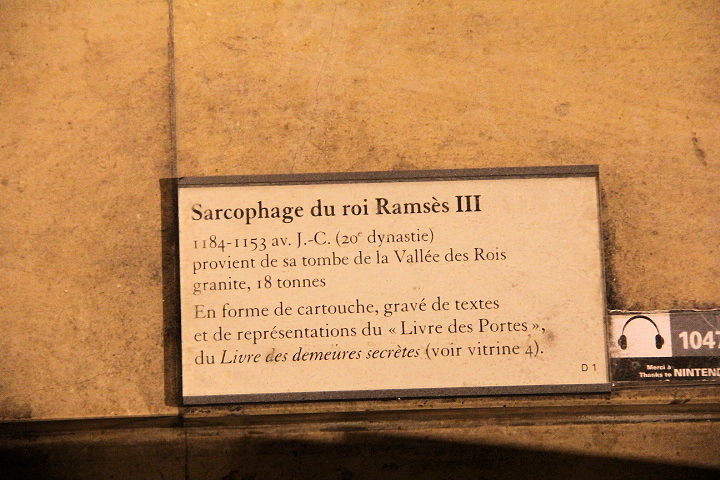 Sarcophage du roi Ramsès III
1184-1153 av. J.-C. (20e dynastie)
provient de sa tombe de la Vallée des Rois
granite, 18 tonnes
En forme de cartouche, gravé de textes
et de représentations du « Livre des Portes »,
du Livre des demeures secrètes (voir vitrine 4).
D 1
1047
Merci à
Thanks to NINTEND